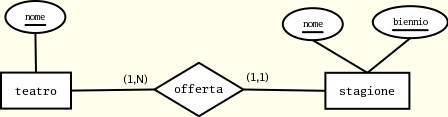 nome
nome
biennio
(1,N)
(1,1)
teatro
offerta
stagione